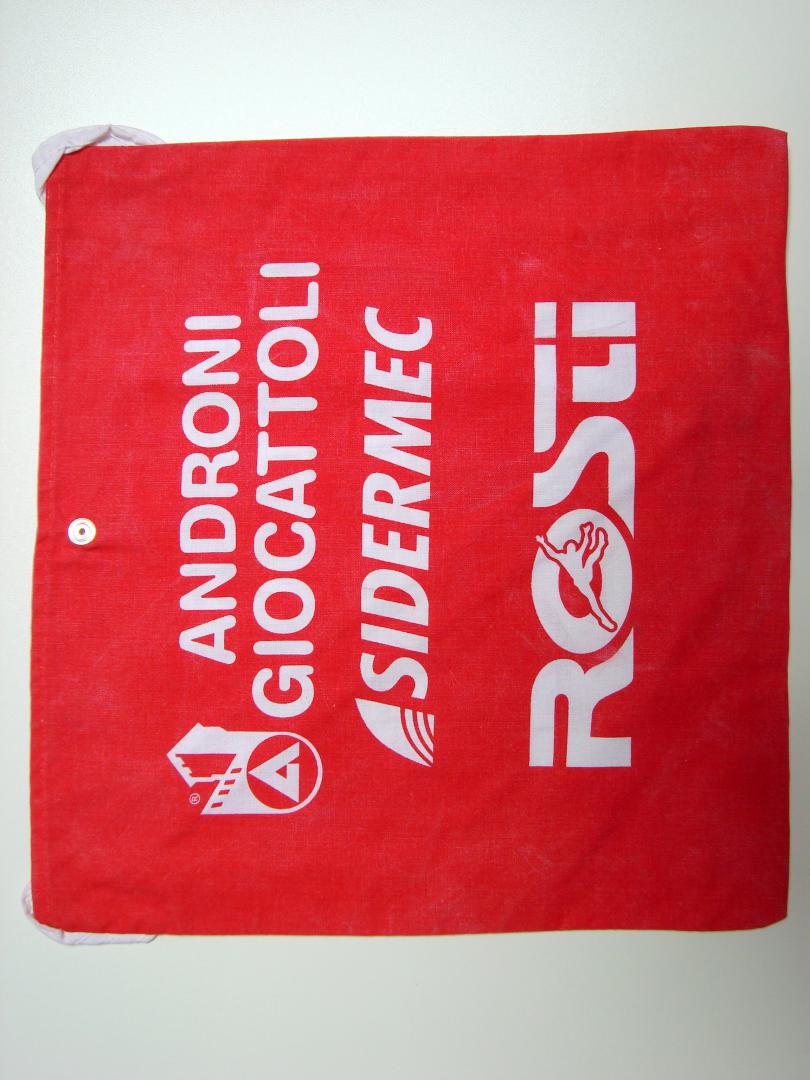 ANDRONI
GIOCATTOLI
®
SIDERMEC
ROSTI